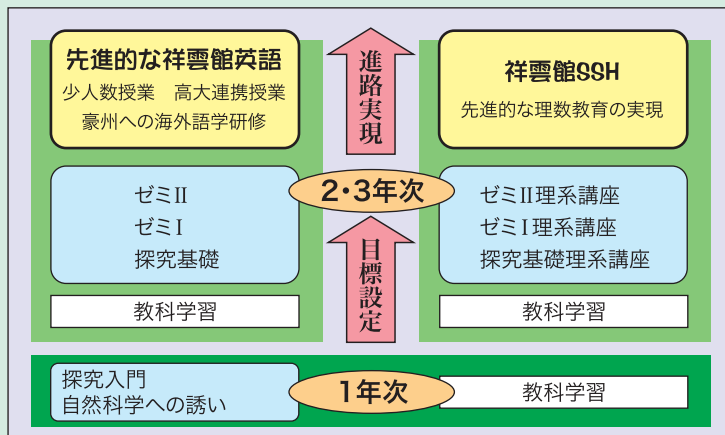 先進的な祥雲館英語
少人数授業　高大連携授業
豪州への海外語学研修
ゼミⅡ
ゼミⅠ
探究基礎
教科学習
進路実現
2・3年次
目標設定
祥雲館SSH
先進的な理数教育の実現
ゼミⅡ理系講座
ゼミⅠ理系講座
探究基礎理系講座
教科学習
探究入門
自然科学への誘い
1年次
教科学習